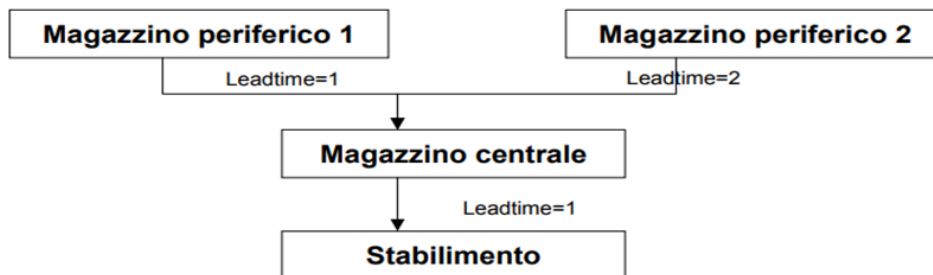 Magazzino periferico 1
Magazzino periferico 2
Leadtime=1
Leadtime=2
Magazzino centrale
Leadtime=1
Stabilimento